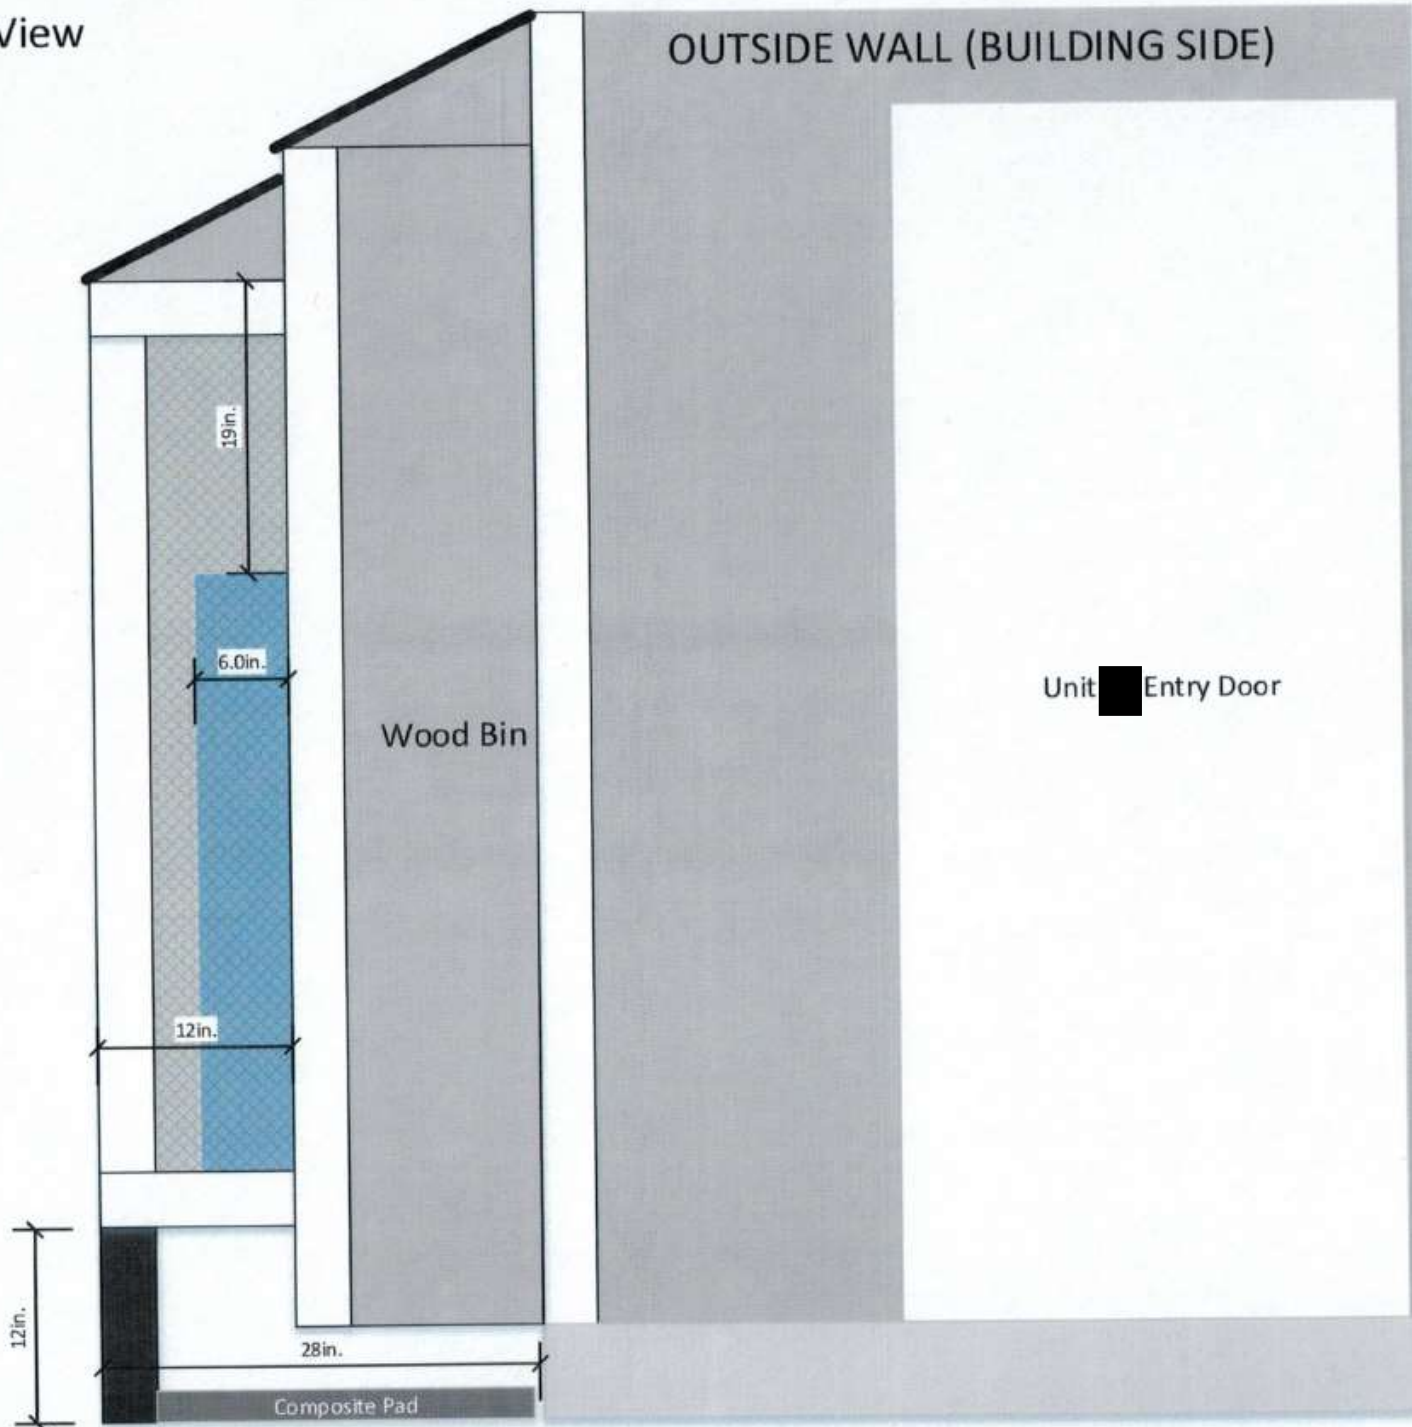 View
OUTSIDE WALL (BUILDING SIDE)
19in.
6.0in.
Unit Entry Door
Wood Bin
12in.
12in.
28in.
Composite Pad